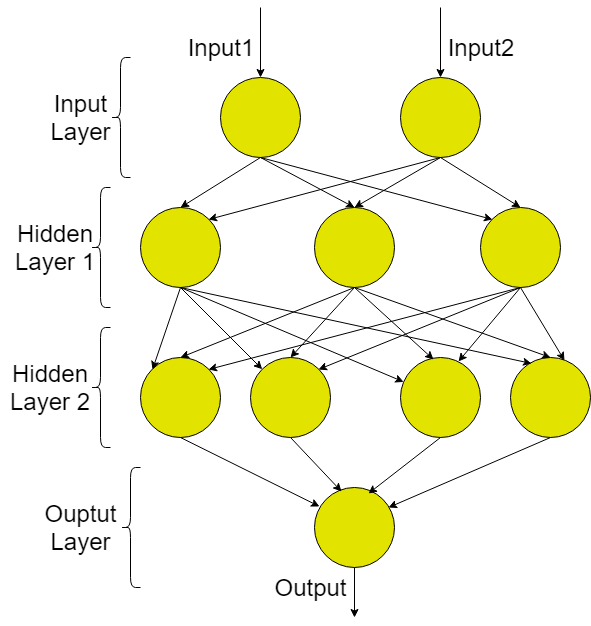 Input1
Input2
Input
Layer
Hidden
Layer 1
Hidden
Layer 2
Ouptut
Layer
Output